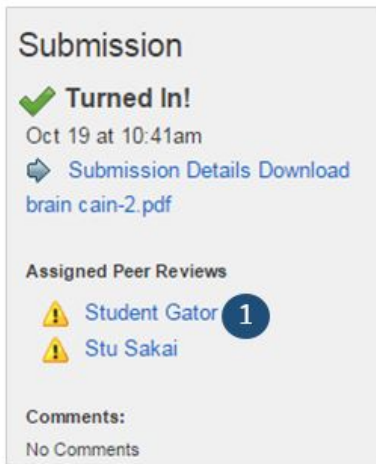 Submission
Turned In!
Oct 19 at 10:41am
Submission Details Download
brain cain-2.pdf
Assigned Peer Reviews
Student Gator 1
Stu Sakai
Comments:
No Comments